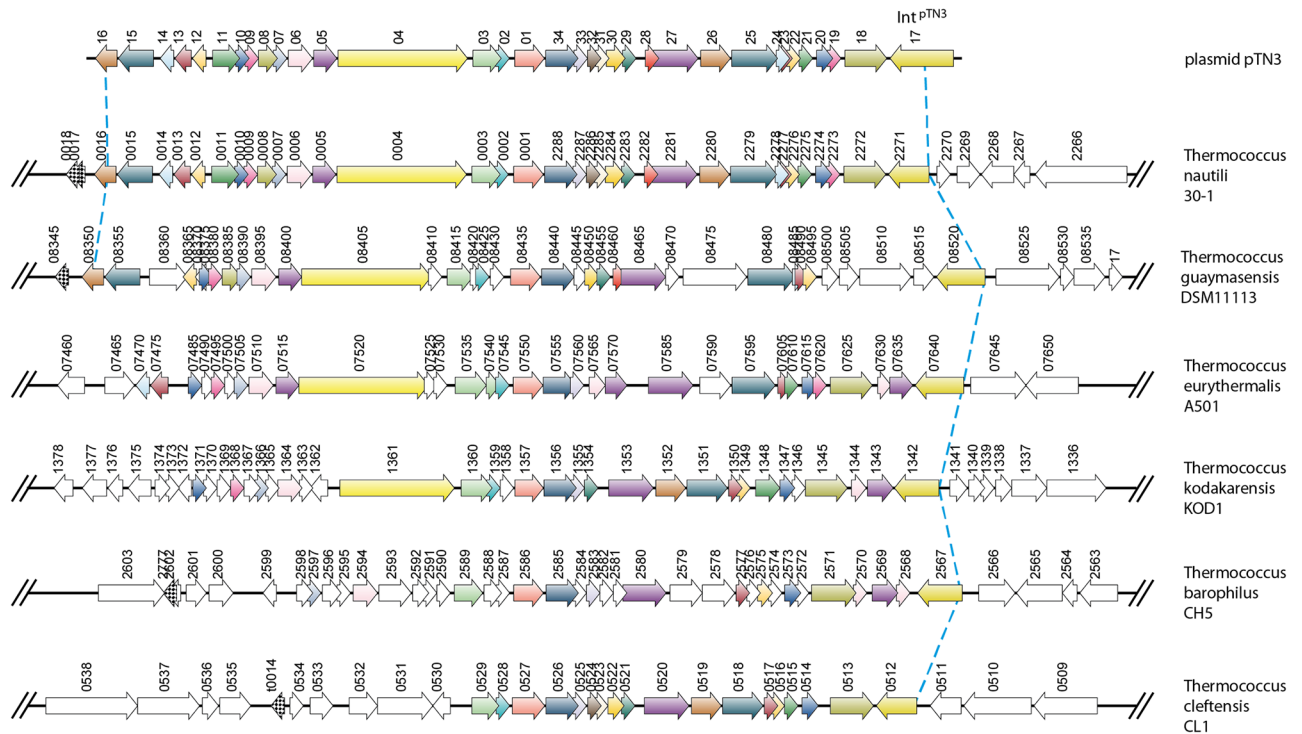 Int pTN3
16 15 14 13 12 11 10 09 08 07 06 05 04 03 02 01 34 33 32 31 30 29 28 27 26 25 24 23 22 21 20 19 18 17
plasmid pTN3
0018 0017 0016 0015 0014 0013 0012 0011 0010 0009 0008 0007 0006 0005 0004 0003 0002 0001 2288 2287 2286 2285 2284 2283 2282 2281 2280 2279 2278 2277 2276 2275 2274 2273 2272 2271 2270 2269 2268 2267 2266
Thermococcus
nautili
30-1
08345 08350 08355 08360 08365 08370 08375 08380 08385 08390 08395 08400 08405 08410 08415 08420 08425 08430 08435 08440 08445 08450 08455 08460 08465 08470 08475 08480 08485 08490 08495 08500 08505 08510 08515 08520 08525 08530 08535 17
Thermococcus
guaymasensis
DSM11113
07460 07465 07470 07475 07485 07490 07495 07500 07505 07510 07515 07520 07525 07530 07535 07540 07545 07550 07555 07560 07565 07570 07585 07590 07595 07605 07610 07615 07620 07625 07630 07635 07640 07645 07650
Thermococcus
eurythermalis
A501
1378 1377 1376 1375 1374 1373 1372 1371 1370 1369 1368 1367 1366 1365 1364 1363 1362 1361 1360 1359 1358 1357 1356 1355 1354 1353 1352 1351 1350 1349 1348 1347 1346 1345 1344 1343 1342 1341 1340 1339 1338 1337 1336
Thermococcus
kodakarensis
KOD1
2603 2602 2601 2600 2599 2598 2597 2596 2595 2594 2593 2592 2591 2590 2589 2588 2587 2586 2585 2584 2583 2582 2581 2580 2579 2578 2577 2576 2575 2574 2573 2572 2571 2570 2569 2568 2567 2566 2565 2564 2563
Thermococcus
barophilus
CH5
0538 0537 0536 0535 t0014 0534 0533 0532 0531 0530 0529 0528 0527 0526 0525 0524 0523 0522 0521 0520 0519 0518 0517 0516 0515 0514 0513 0512 0511 0510 0509
Thermococcus
cleftensis
CL1